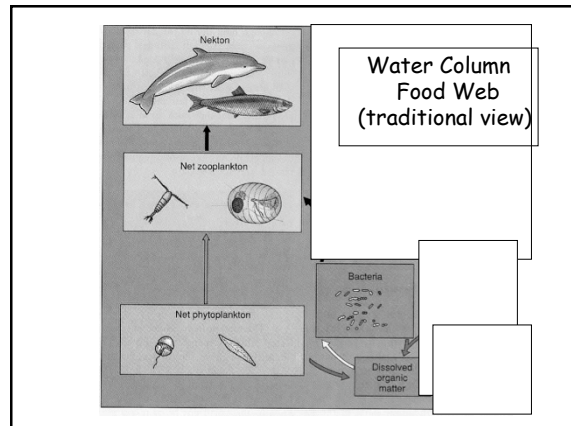 Nekton
Water Column
Food Web
(traditional view)
Net zooplankton
Bacteria
Net phytoplankton
Dissolved
organic
matter